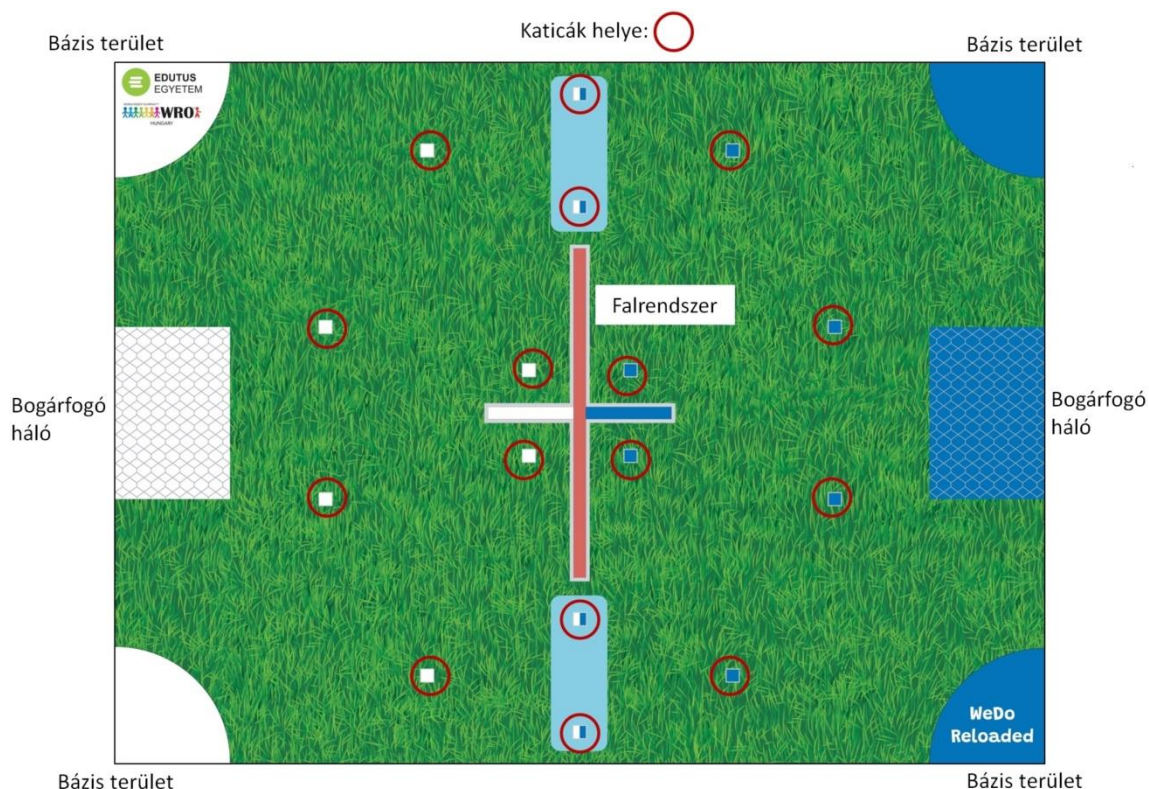 Katicák helye:
Bázis terület
Bázis terület
EDUTUS
EGYETEM
WRO
HUNGARY
Falrendszer
Bogárfogó
háló
Bogárfogó
háló
WeDo
Reloaded
Bázis terület
Bázis terület